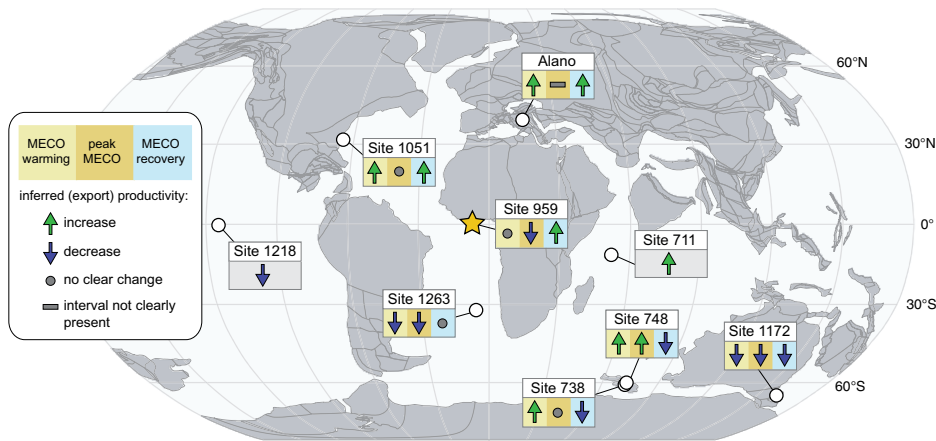 Alano
60°N
MECO warming
peak MECO
MECO recovery
inferred (export) productivity:
increase
decrease
no clear change
interval not clearly
present
30°N
Site 1051
Site 959
0°
Site 1218
Site 711
Site 1263
30°S
Site 748
Site 1172
Site 738
60°S